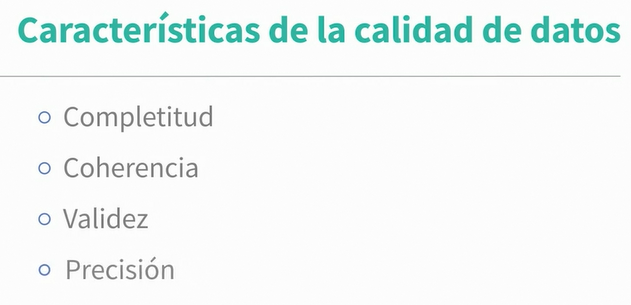 Características de la calidad de datos
Completitud
Coherencia
Validez
Precisión